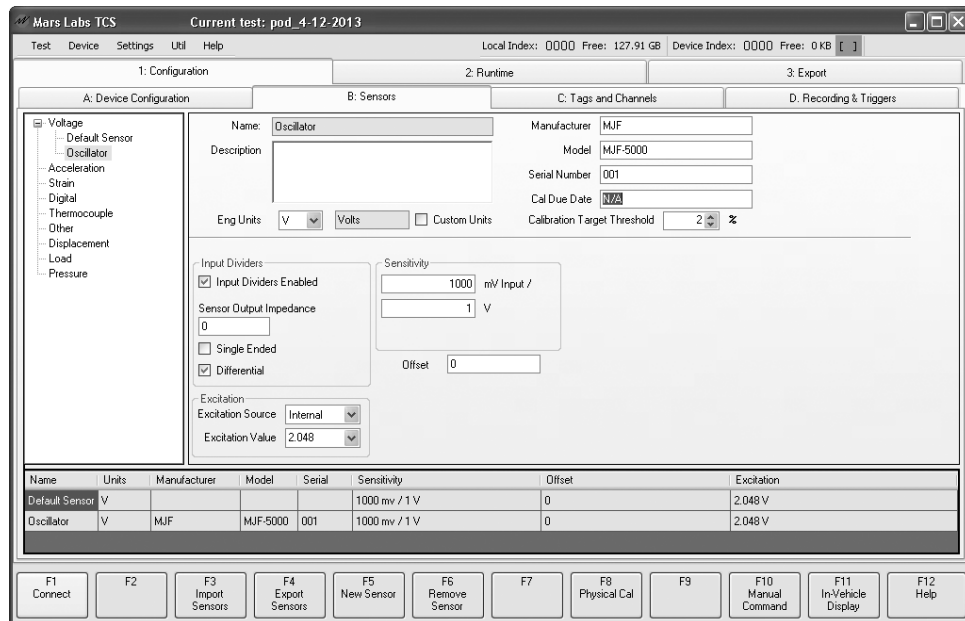 Mars Labs TCS Current test: pod_4-12-2013
Test Device Settings Util Help Local Index: 0000 Free: 127.91 GB Device Index: 0000 Free: 0 KB [ ]
1: Configuration 2: Runtime 3: Export
A: Device Configuration B: Sensors C: Tags and Channels D. Recording & Triggers
Voltage
Default Sensor
Oscillator
Acceleration
Strain
Digital
Thermocouple
Other
Displacement
Load
Pressure
Name: Oscillator
Description
Eng Units V Volts Custom Units
Manufacturer MJF
Model MJF-5000
Serial Number 001
Cal Due Date N/A
Calibration Target Threshold 2 %
Input Dividers
Input Dividers Enabled
Sensor Output Impedance
0
Single Ended
Differential
Sensitivity
1000 mV Input /
1 V
Offset 0
Excitation
Excitation Source Internal
Excitation Value 2.048
Name Units Manufacturer Model Serial Sensitivity Offset Excitation
Default Sensor V 1000 mv / 1 V 0 2.048 V
Oscillator V MJF MJF-5000 001 1000 mv / 1 V 0 2.048 V
F1 Connect
F2
F3 Import Sensors
F4 Export Sensors
F5 New Sensor
F6 Remove Sensor
F7
F8 Physical Cal
F9
F10 Manual Command
F11 In-Vehicle Display
F12 Help